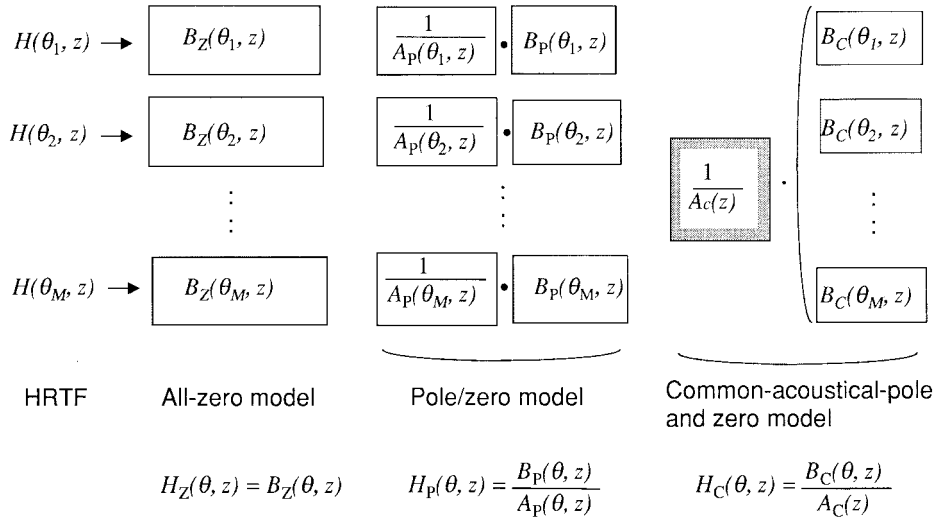 H(θ1, z) → BZ(θ1, z) 1/AP(θ1, z) • BP(θ1, z) BC(θ1, z)
H(θ2, z) → BZ(θ2, z) 1/AP(θ2, z) • BP(θ2, z) BC(θ2, z)
1/Ac(z) ·
H(θM, z) → BZ(θM, z) 1/AP(θM, z) • BP(θM, z) BC(θM, z)
HRTF All-zero model Pole/zero model Common-acoustical-pole
and zero model
HZ(θ, z) = BZ(θ, z) HP(θ, z) = BP(θ, z)/AP(θ, z) HC(θ, z) = BC(θ, z)/AC(z)